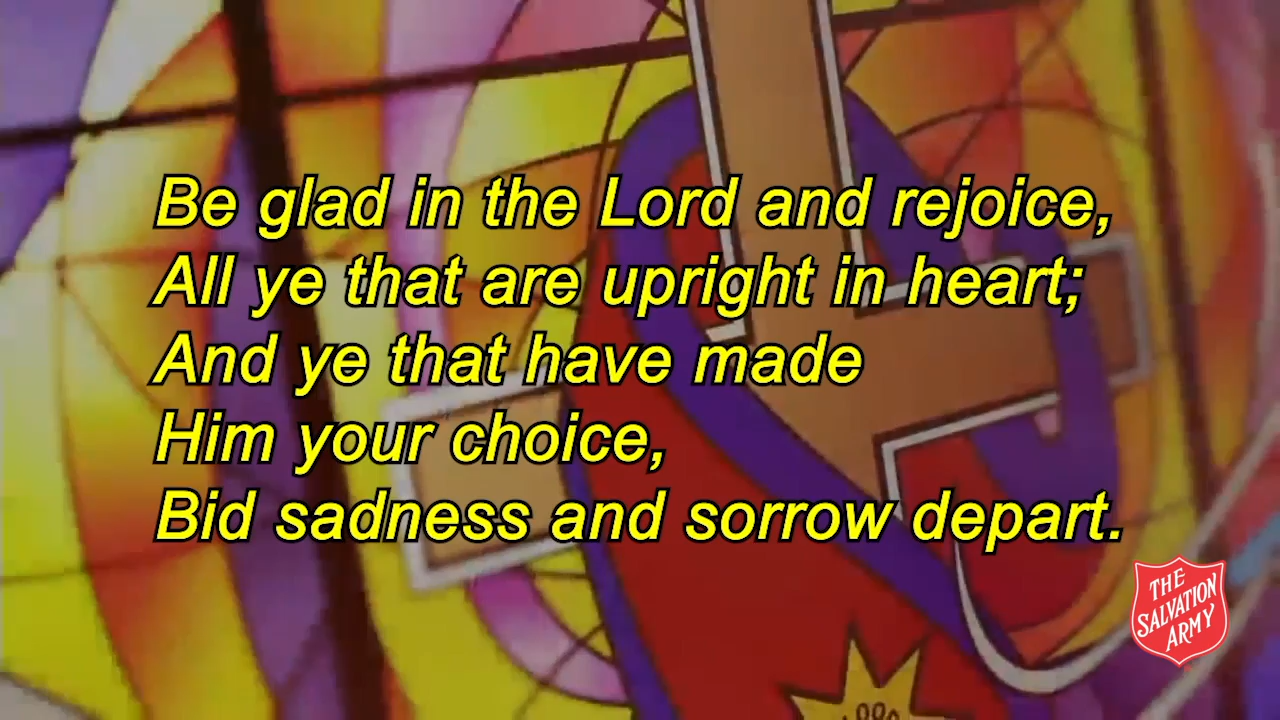 Be glad in the Lord and rejoice,
All ye that are upright in heart;
And ye that have made
Him your choice,
Bid sadness and sorrow depart.
THE
SALVATION
ARMY